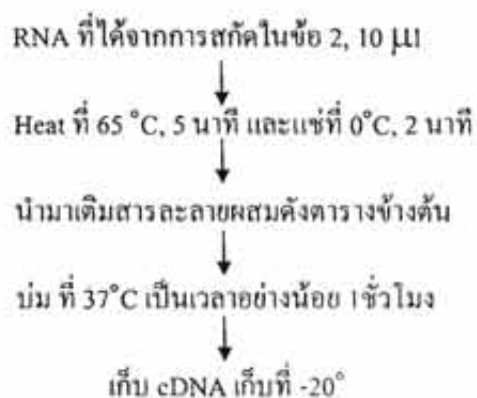 RNA ที่ได้จากการสกัดในข้อ 2, 10 µl
Heat ที่ 65 °C, 5 นาที และแช่ที่ 0°C, 2 นาที
นำมาเติมสารละลายผสมดังตารางข้างต้น
บ่ม ที่ 37°C เป็นเวลาอย่างน้อย 1ชั่วโมง
เก็บ cDNA เก็บที่ -20°